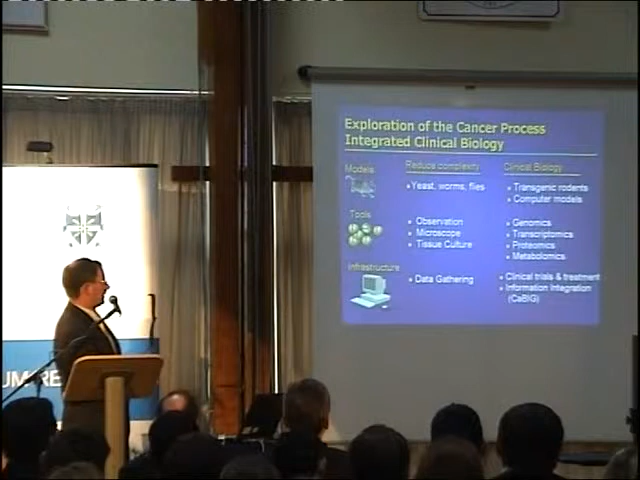 Exploration of the Cancer Process
Integrated Clinical Biology
Models
Reduce complexity
Clinical Biology
Yeast, worms, flies
Transgenic rodents
Computer models
Tools
Observation
Microscope
Tissue Culture
Genomics
Transcriptomics
Proteomics
Metabolomics
Infrastructure
Data Gathering
Clinical trials & treatment
Information Integration
(CaBIG)